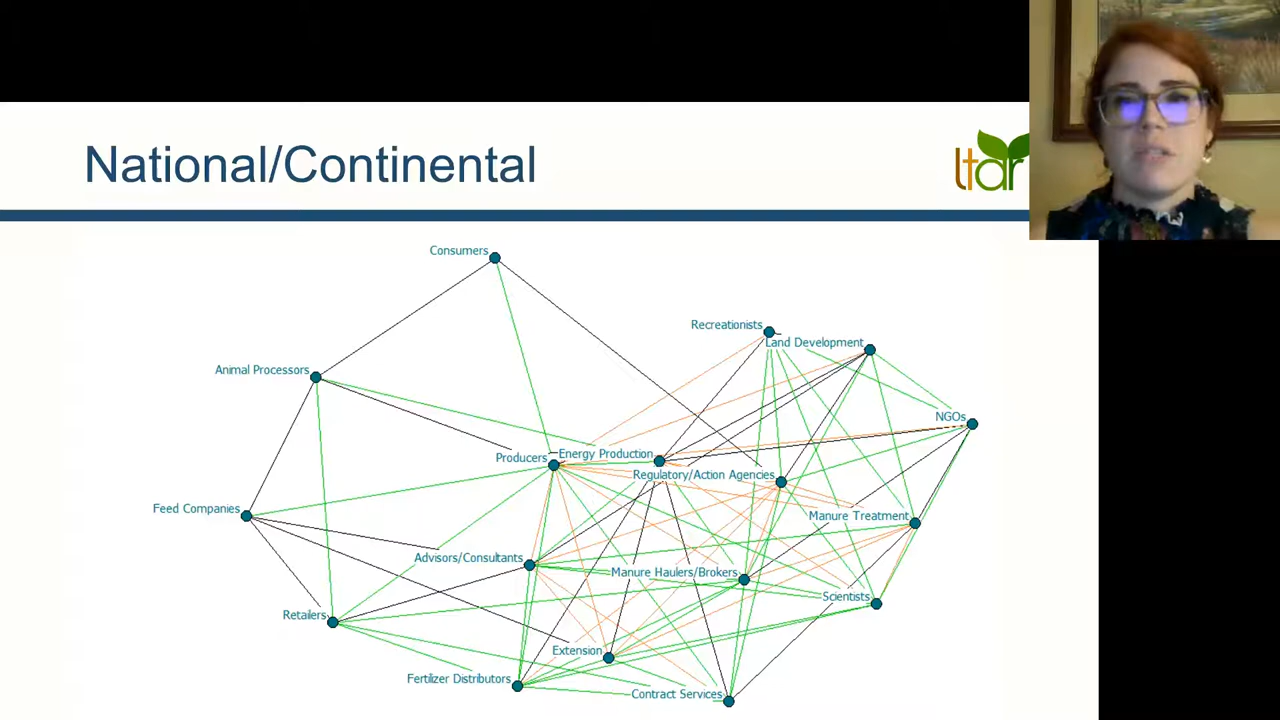 National/Continental
ltar
Consumers
Recreationists
Land Development
Animal Processors
NGOs
Energy Production
Producers
Regulatory/Action Agencies
Feed Companies
Manure Treatment
Advisors/Consultants
Manure Haulers/Brokers
Scientists
Retailers
Extension
Fertilizer Distributors
Contract Services